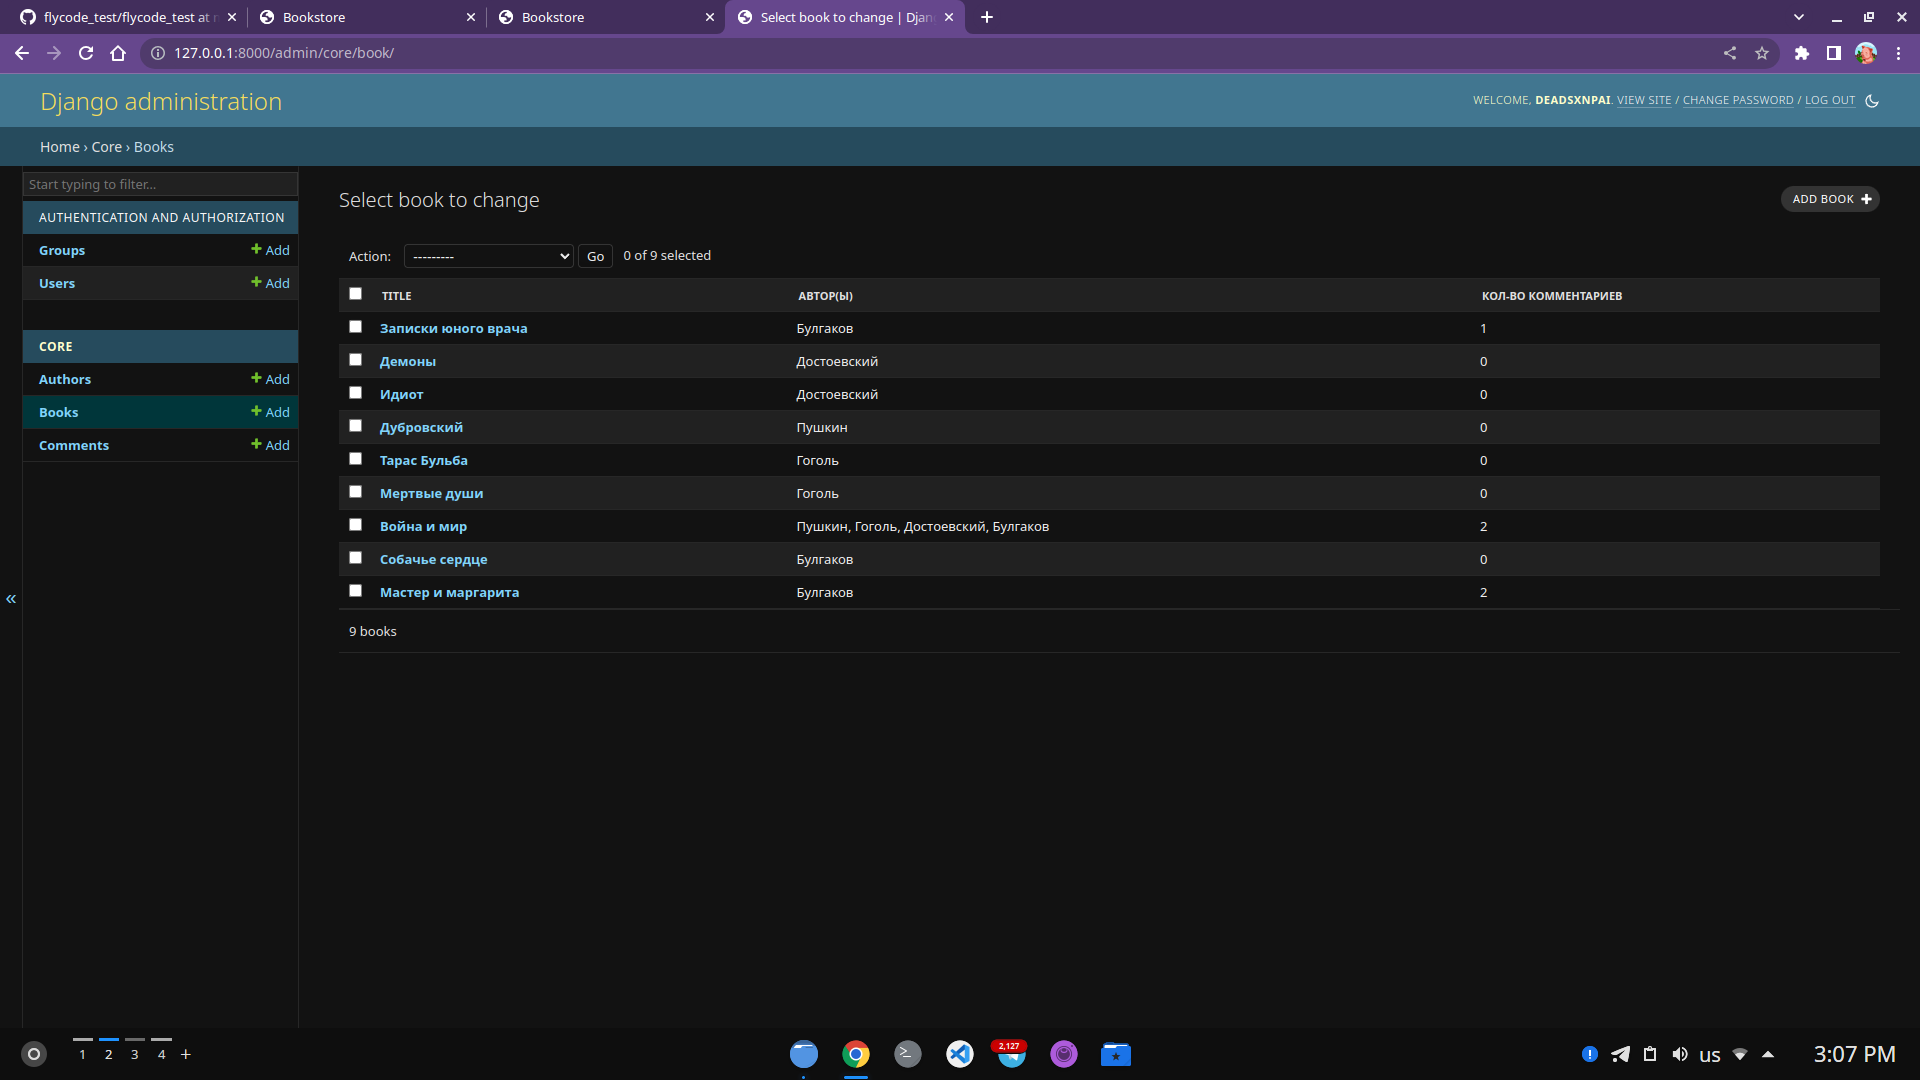 flycode_test/flycode_test at
Bookstore
Bookstore
Select book to change | Djan
127.0.0.1:8000/admin/core/book/
Django administration
WELCOME, DEADSXNPAI. VIEW SITE / CHANGE PASSWORD / LOG OUT
Home › Core › Books
Start typing to filter...
AUTHENTICATION AND AUTHORIZATION
Groups Add
Users Add
CORE
Authors Add
Books Add
Comments Add
«
Select book to change
ADD BOOK +
Action: --------- Go 0 of 9 selected
TITLE АВТОР(Ы) КОЛ-ВО КОММЕНТАРИЕВ
Записки юного врача Булгаков 1
Демоны Достоевский 0
Идиот Достоевский 0
Дубровский Пушкин 0
Тарас Бульба Гоголь 0
Мертвые души Гоголь 0
Война и мир Пушкин, Гоголь, Достоевский, Булгаков 2
Собачье сердце Булгаков 0
Мастер и маргарита Булгаков 2
9 books
1 2 3 4 +
2,127
us
3:07 PM